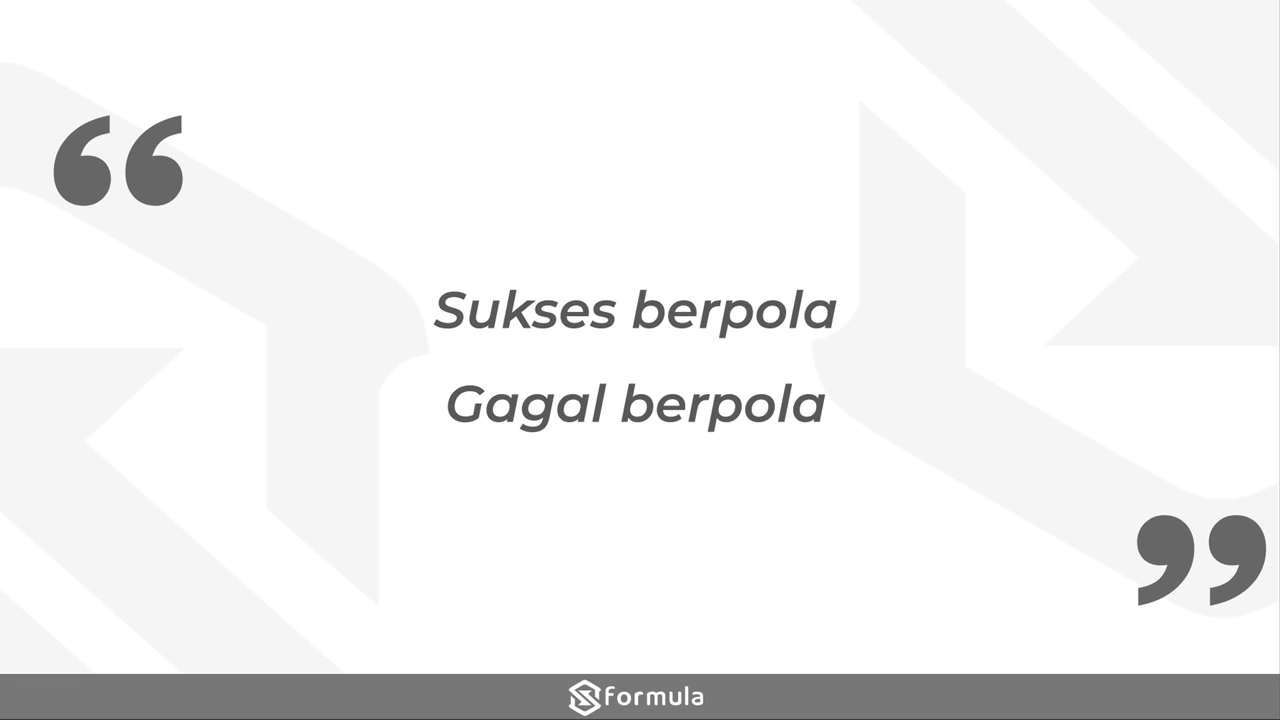 “
Sukses berpola
Gagal berpola
”
formula